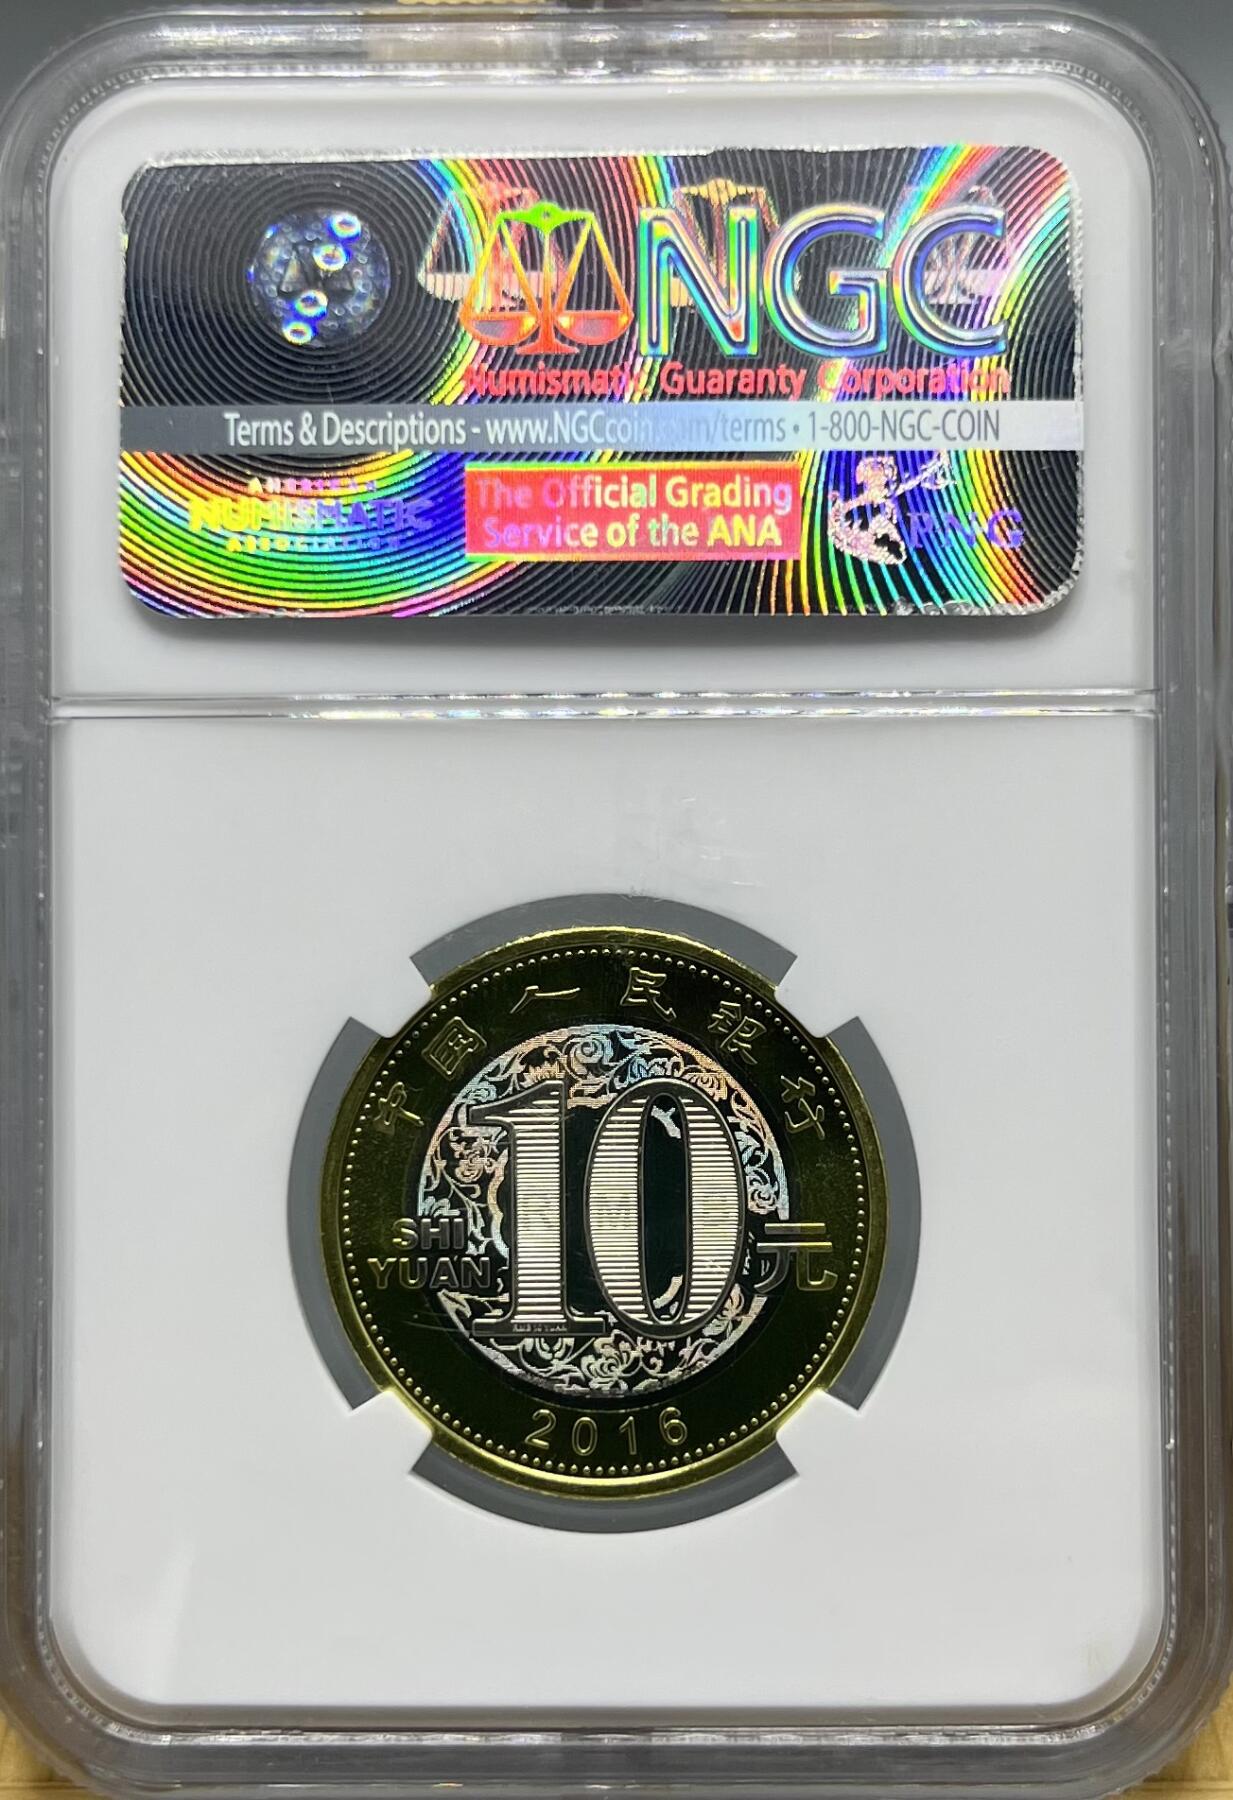 NGC
Numismatic Guaranty Corporation
Terms & Descriptions - www.NGCcoin.com/terms • 1-800-NGC-COIN
AMERICAN
NUMISMATIC
ASSOCIATION
The Official Grading
Service of the ANA
PNG
中国人民银行
10
SHI
YUAN
元
2016